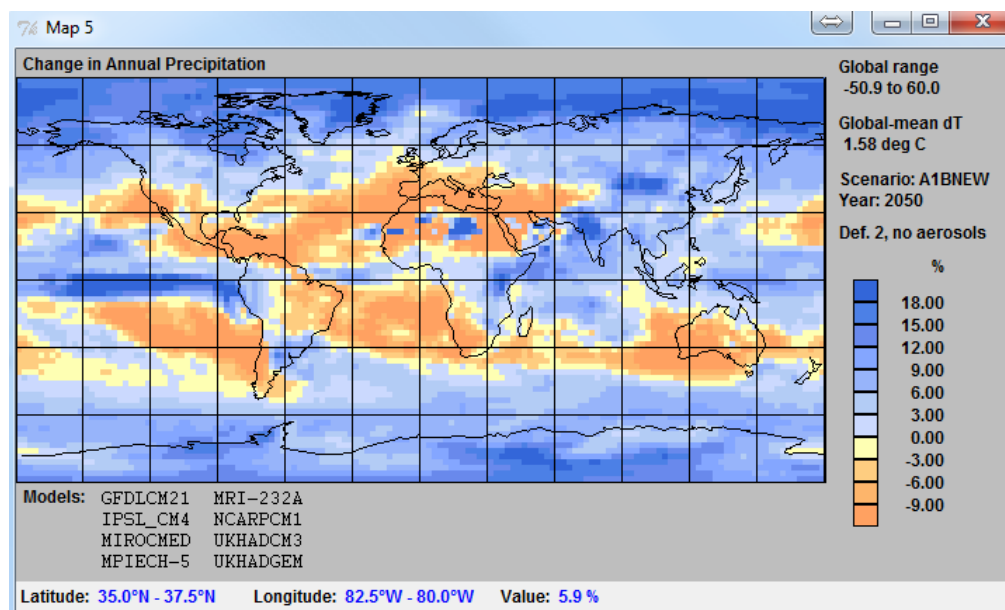 Map 5
Change in Annual Precipitation
Global range
-50.9 to 60.0
Global-mean dT
1.58 deg C
Scenario: A1BNEW
Year: 2050
Def. 2, no aerosols
%
18.00
15.00
12.00
9.00
6.00
3.00
0.00
-3.00
-6.00
-9.00
Models: GFDLCM21 MRI-232A
IPSL_CM4 NCARPCM1
MIROCMED UKHADCM3
MPIECH-5 UKHADGEM
Latitude: 35.0°N - 37.5°N Longitude: 82.5°W - 80.0°W Value: 5.9 %